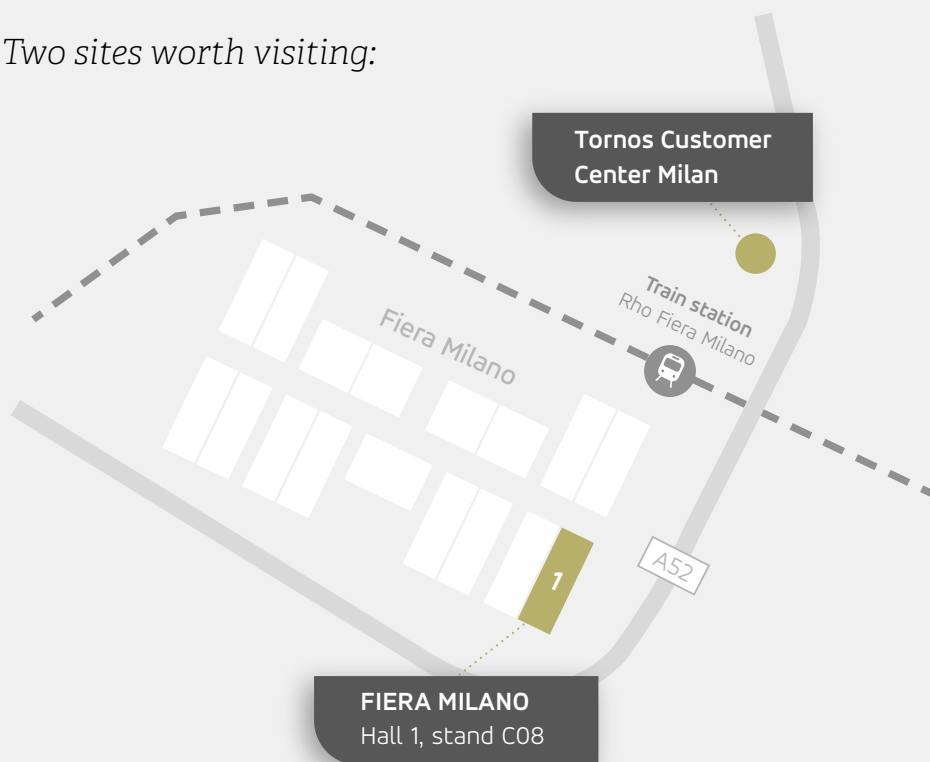 Two sites worth visiting:
Tornos Customer
Center Milan
Train station
Rho Fiera Milano
Fiera Milano
A52
1
FIERA MILANO
Hall 1, stand C08